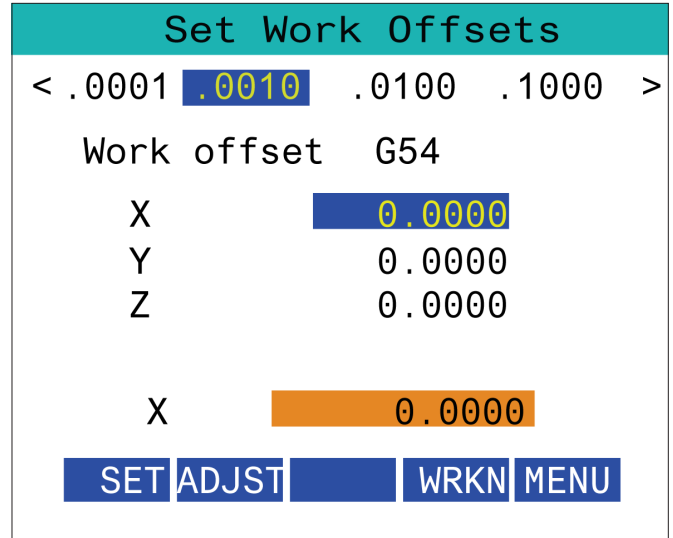 Set Work Offsets
< .0001 .0010 .0100 .1000 >
Work offset G54
X 0.0000
Y 0.0000
Z 0.0000
X 0.0000
SET ADJST WRKN MENU